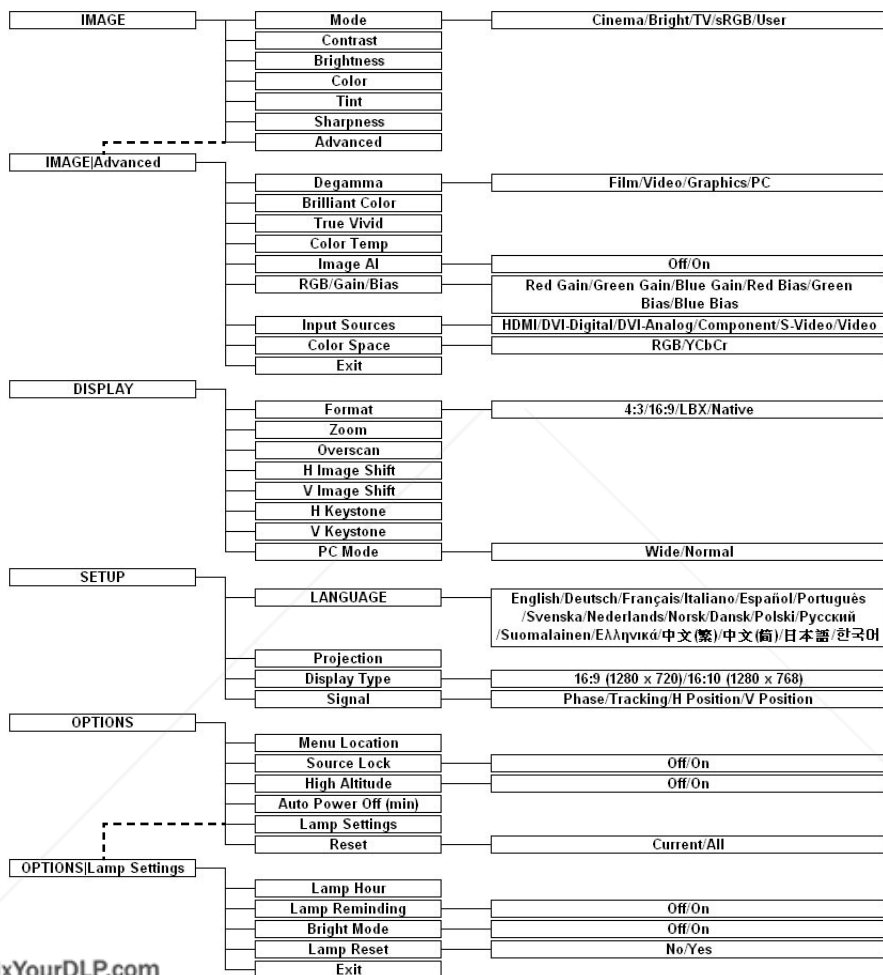 IMAGE Mode Cinema/Bright/TV/sRGB/User
Contrast
Brightness
Color
Tint
Sharpness
Advanced
IMAGE|Advanced
Degamma Film/Video/Graphics/PC
Brilliant Color
True Vivid
Color Temp
Image AI Off/On
RGB/Gain/Bias Red Gain/Green Gain/Blue Gain/Red Bias/Green
Bias/Blue Bias
Input Sources HDMI/DVI-Digital/DVI-Analog/Component/S-Video/Video
Color Space RGB/YCbCr
Exit
DISPLAY
Format 4:3/16:9/LBX/Native
Zoom
Overscan
H Image Shift
V Image Shift
H Keystone
V Keystone
PC Mode Wide/Normal
SETUP
LANGUAGE English/Deutsch/Français/Italiano/Español/Português
/Svenska/Nederlands/Norsk/Dansk/Polski/Русский
/Suomalainen/Ελληνικά/中文(繁)/中文(简)/日本語/한국어
Projection
Display Type 16:9 (1280 x 720)/16:10 (1280 x 768)
Signal Phase/Tracking/H Position/V Position
OPTIONS
Menu Location
Source Lock Off/On
High Altitude Off/On
Auto Power Off (min)
Lamp Settings
Reset Current/All
OPTIONS|Lamp Settings
Lamp Hour
Lamp Reminding Off/On
Bright Mode Off/On
Lamp Reset No/Yes
Exit
xYourDLP.com